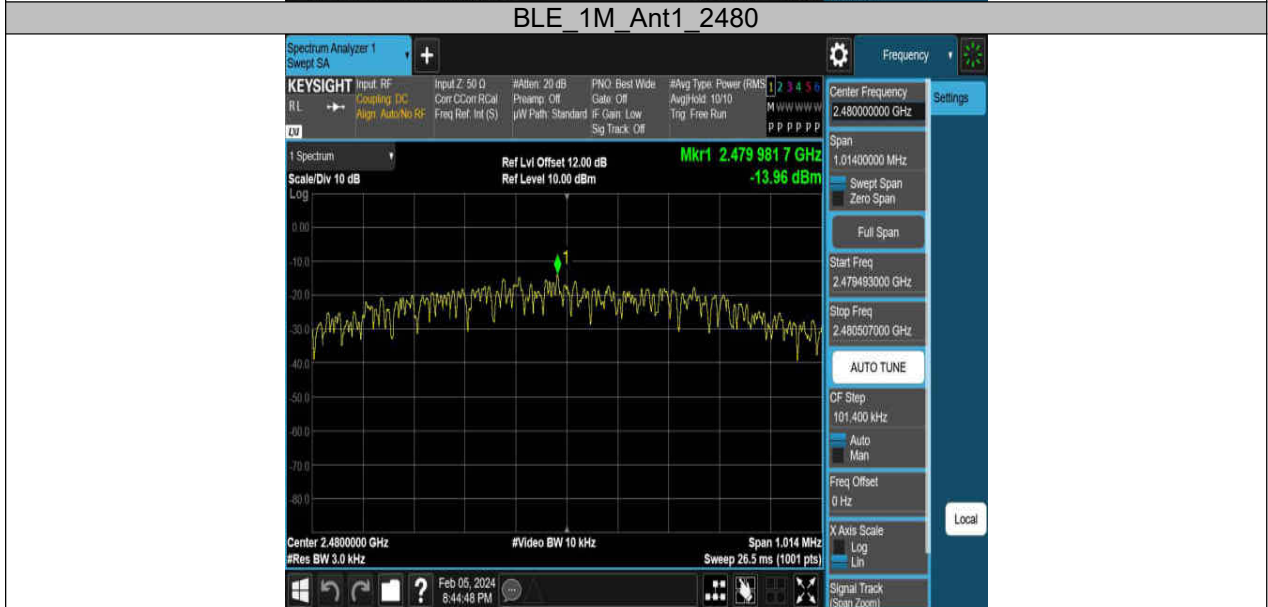 BLE_1M_Ant1_2480
Spectrum Analyzer 1
Swept SA
+
Frequency
KEYSIGHT
RL
LXI
Input: RF
Coupling: DC
Align: Auto/No RF
Input Z: 50 Ω
Corr CCorr RCal
Freq Ref: Int (S)
#Atten: 20 dB
Preamp: Off
µW Path: Standard
PNO: Best Wide
Gate: Off
IF Gain: Low
Sig Track: Off
#Avg Type: Power (RMS
Avg|Hold: 10/10
Trig: Free Run
1 2 3 4 5 6
M W W W W W
P P P P P P
1 Spectrum
Scale/Div 10 dB
Log
Ref Lvl Offset 12.00 dB
Ref Level 10.00 dBm
Mkr1 2.479 981 7 GHz
-13.96 dBm
1
0.00
-10.0
-20.0
-30.0
-40.0
-50.0
-60.0
-70.0
-80.0
Center 2.4800000 GHz
#Res BW 3.0 kHz
#Video BW 10 kHz
Span 1.014 MHz
Sweep 26.5 ms (1001 pts)
Feb 05, 2024
8:44:48 PM
?
Center Frequency
2.480000000 GHz
Settings
Span
1.01400000 MHz
Swept Span
Zero Span
Full Span
Start Freq
2.479493000 GHz
Stop Freq
2.480507000 GHz
AUTO TUNE
CF Step
101.400 kHz
Auto
Man
Freq Offset
0 Hz
X Axis Scale
Log
Lin
Local
Signal Track
(Span Zoom)